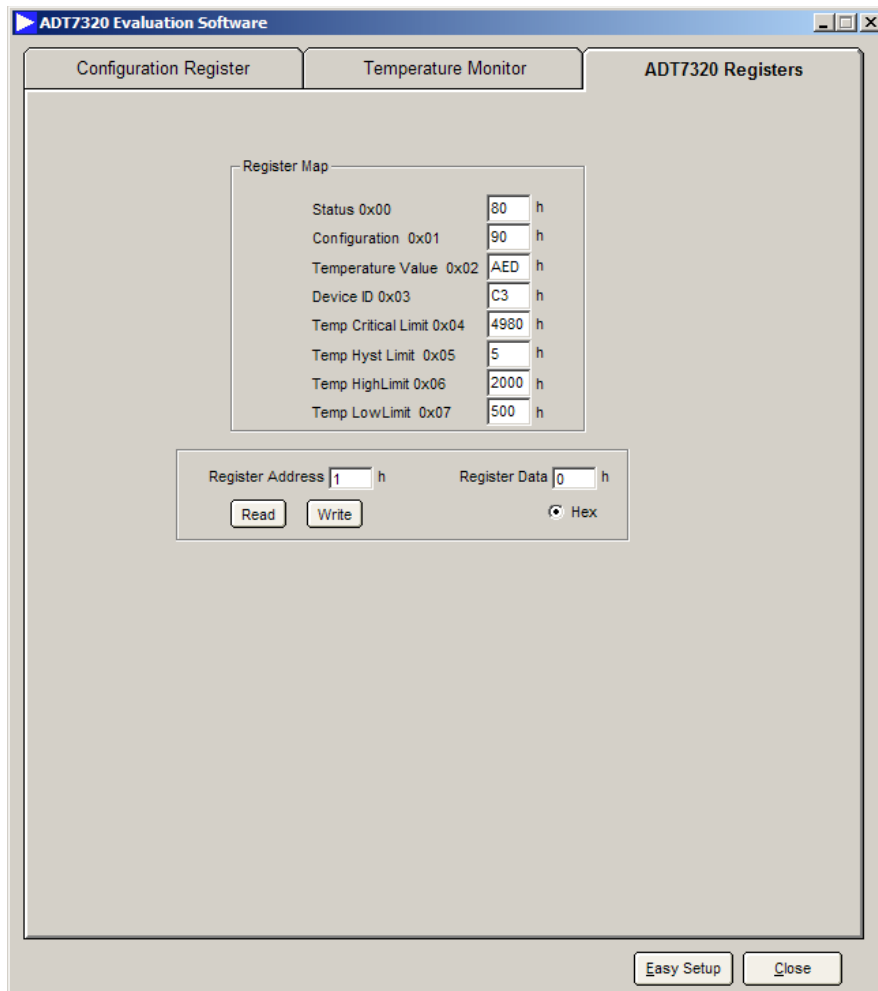 ADT7320 Evaluation Software
Configuration Register Temperature Monitor ADT7320 Registers
Register Map
Status 0x00 80 h
Configuration 0x01 90 h
Temperature Value 0x02 AED h
Device ID 0x03 C3 h
Temp Critical Limit 0x04 4980 h
Temp Hyst Limit 0x05 5 h
Temp HighLimit 0x06 2000 h
Temp LowLimit 0x07 500 h
Register Address 1 h Register Data 0 h
Read Write Hex
Easy Setup Close